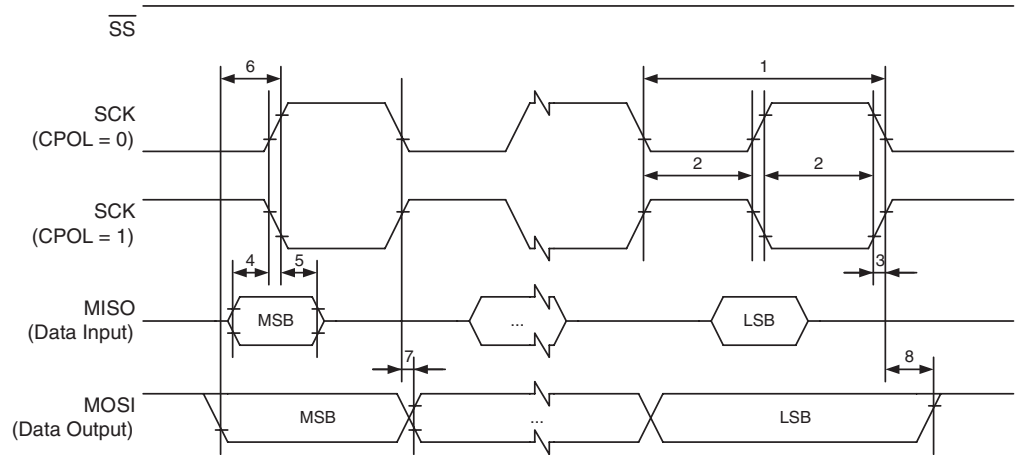 SS
6
1
SCK
(CPOL = 0)
2
2
SCK
(CPOL = 1)
4
5
3
MISO
(Data Input)
MSB
...
LSB
7
8
MOSI
(Data Output)
MSB
...
LSB